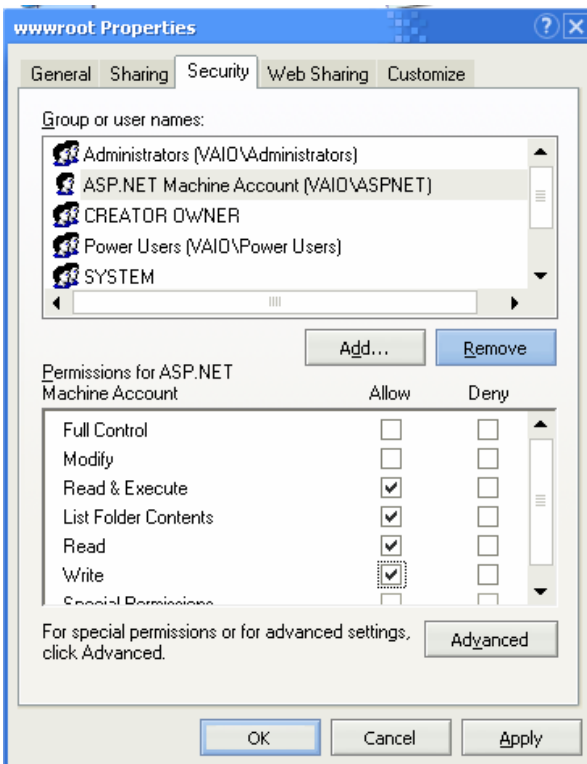 wwwroot Properties
General Sharing Security Web Sharing Customize
Group or user names:
Administrators (VAIO\Administrators)
ASP.NET Machine Account (VAIO\ASPNET)
CREATOR OWNER
Power Users (VAIO\Power Users)
SYSTEM
Add... Remove
Permissions for ASP.NET
Machine Account Allow Deny
Full Control
Modify
Read & Execute
List Folder Contents
Read
Write
Special Permissions
For special permissions or for advanced settings,
click Advanced.
Advanced
OK Cancel Apply